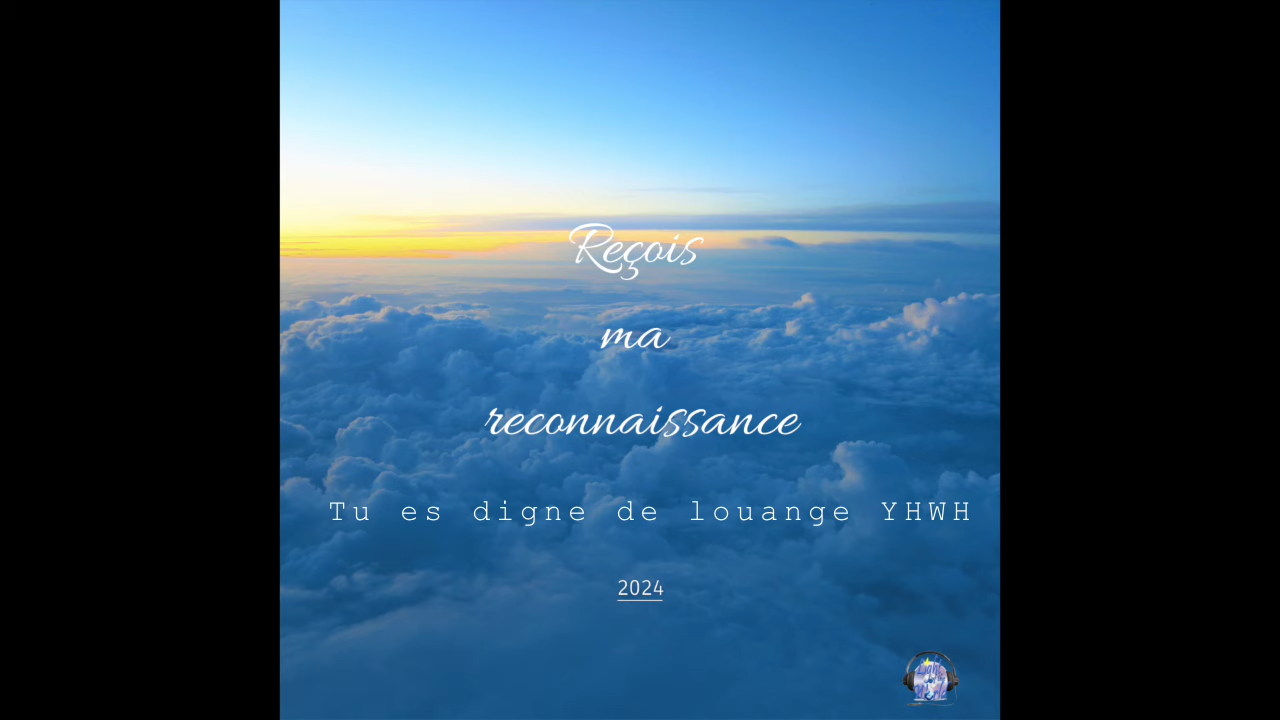 Reçois
ma
reconnaissance
Tu es digne de louange YHWH
2024